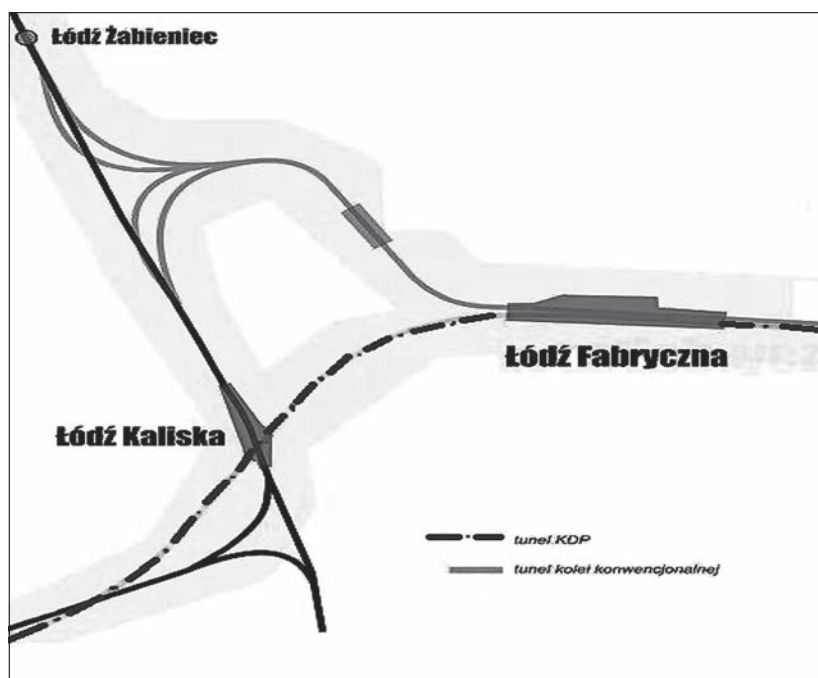 Łódź Żabieniec
Łódź Fabryczna
Łódź Kaliska
tunel KDP
tunel kolei konwencjonalnej